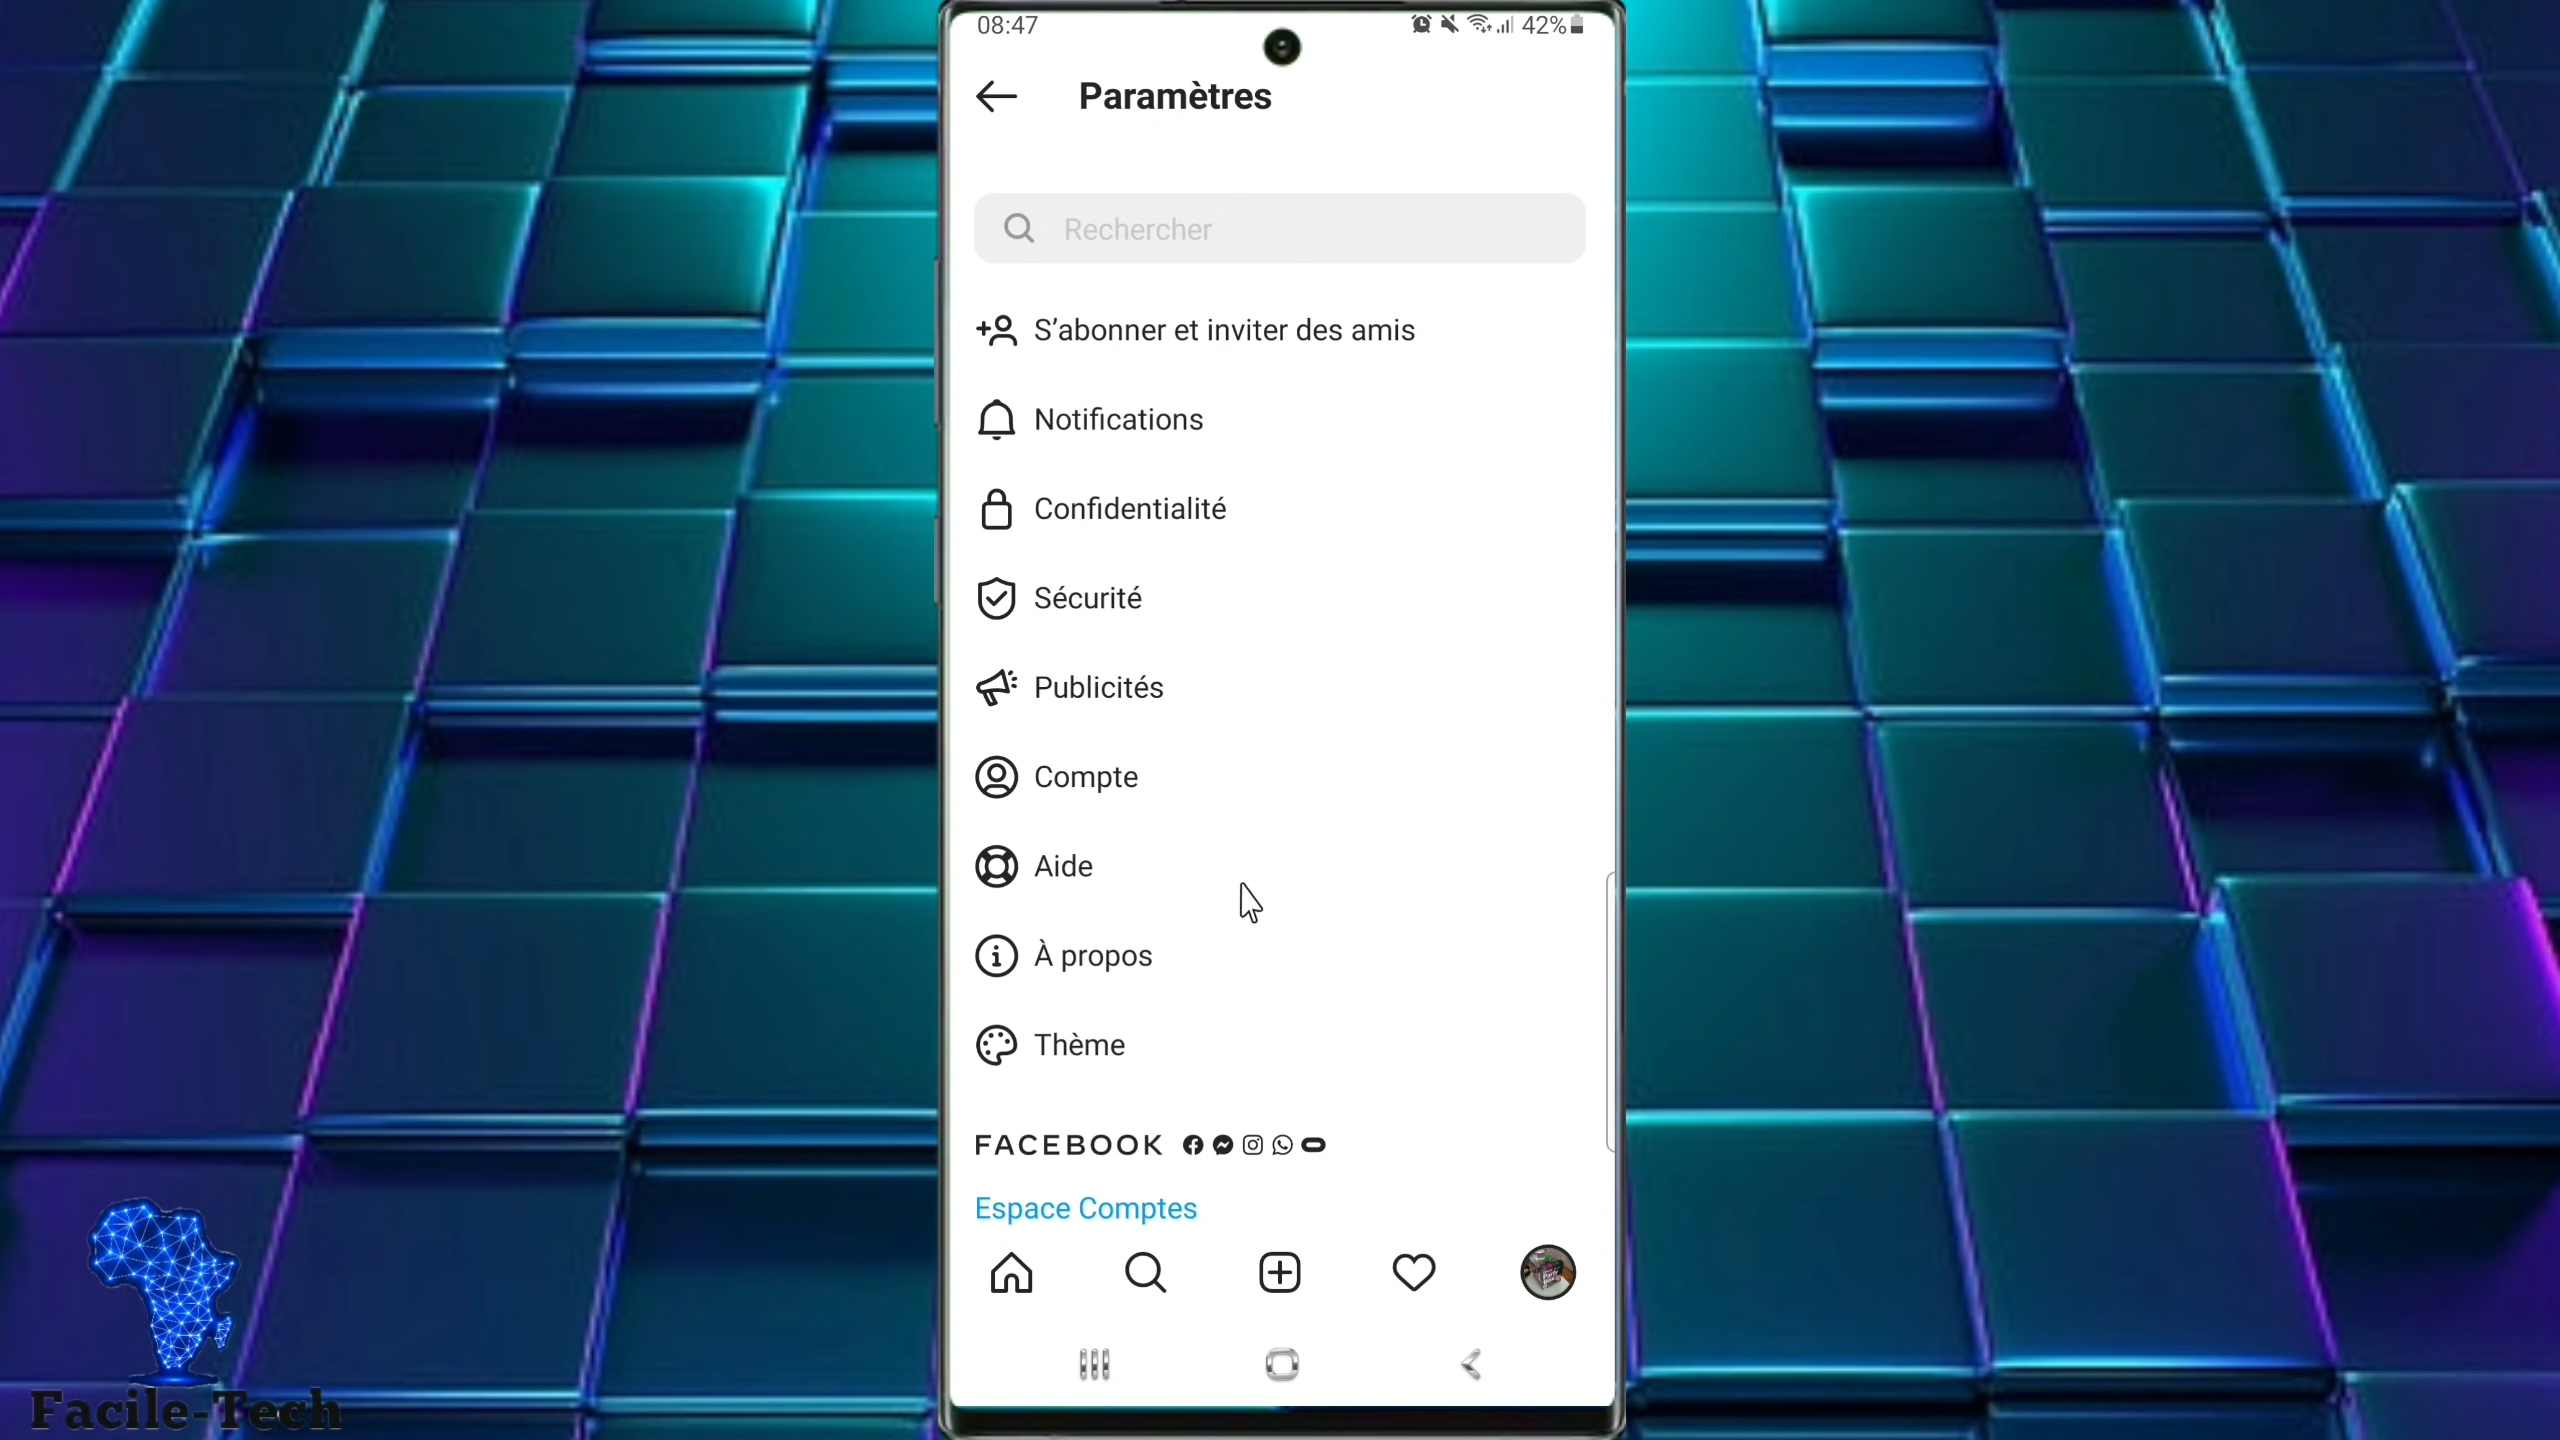 08:47
42%
Paramètres
Rechercher
S’abonner et inviter des amis
Notifications
Confidentialité
Sécurité
Publicités
Compte
Aide
À propos
Thème
FACEBOOK
Espace Comptes
Facile-Tech